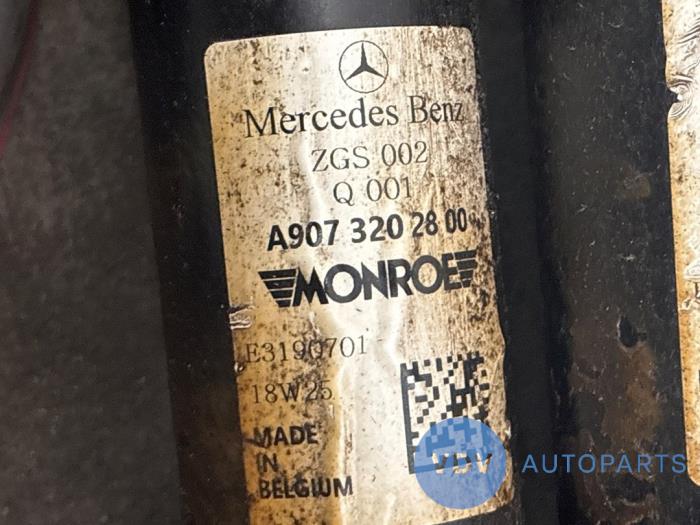 Mercedes Benz
ZGS 002
Q 001
A907 320 28 00
MONROE
E3190701
18W25
MADE
IN
BELGIUM
VDV AUTOPARTS